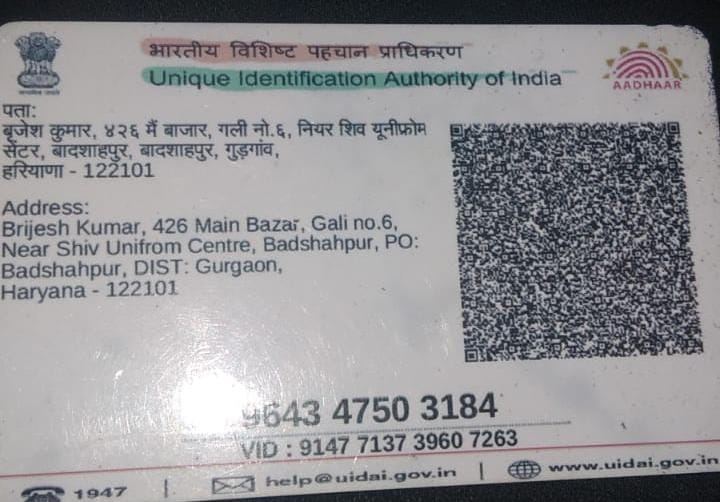 भारतीय विशिष्ट पहचान प्राधिकरण
Unique Identification Authority of India
AADHAAR
पता:
बृजेश कुमार, ४२६ मैं बाजार, गली नो.६, नियर शिव यूनीफ्रोम
सेंटर, बादशाहपुर, बादशाहपुर, गुड़गांव,
हरियाणा - 122101
Address:
Brijesh Kumar, 426 Main Bazar, Gali no.6,
Near Shiv Unifrom Centre, Badshahpur, PO:
Badshahpur, DIST: Gurgaon,
Haryana - 122101
9643 4750 3184
VID : 9147 7137 3960 7263
1947 | help@uidai.gov.in | www.uidai.gov.in